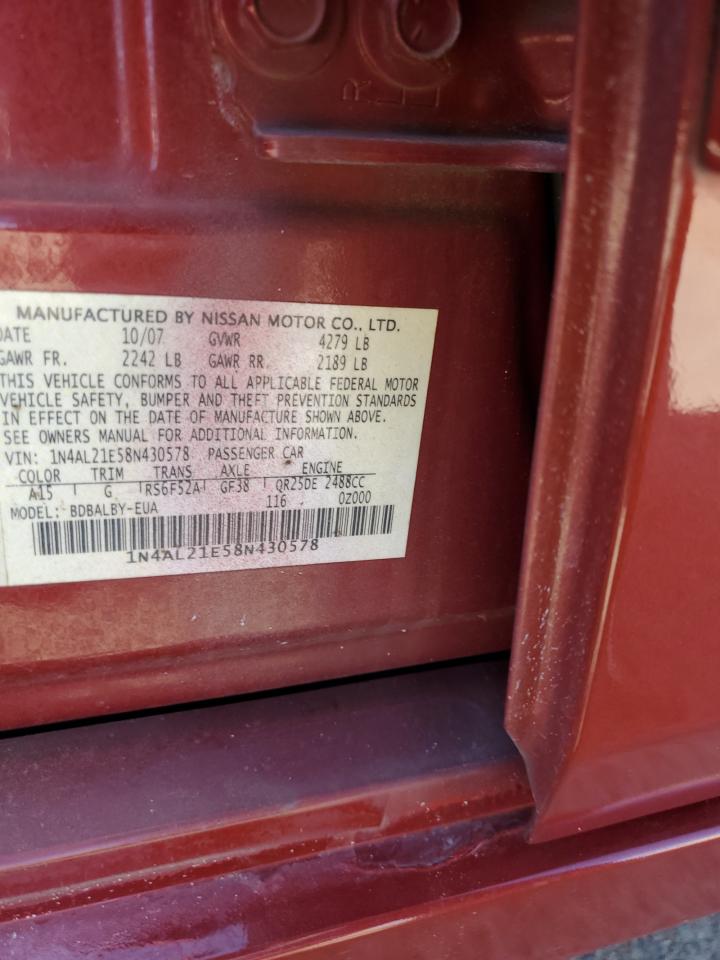 R
MANUFACTURED BY NISSAN MOTOR CO., LTD.
DATE 10/07 GVWR 4279 LB
GAWR FR. 2242 LB GAWR RR. 2189 LB
THIS VEHICLE CONFORMS TO ALL APPLICABLE FEDERAL MOTOR
VEHICLE SAFETY, BUMPER AND THEFT PREVENTION STANDARDS
IN EFFECT ON THE DATE OF MANUFACTURE SHOWN ABOVE.
SEE OWNERS MANUAL FOR ADDITIONAL INFORMATION.
VIN: 1N4AL21E58N430578 PASSENGER CAR
COLOR TRIM TRANS AXLE ENGINE
A15 G RS6F52A GF38 QR25DE 2488CC
MODEL: BDBALBY-EUA 116 0Z000
1N4AL21E58N430578